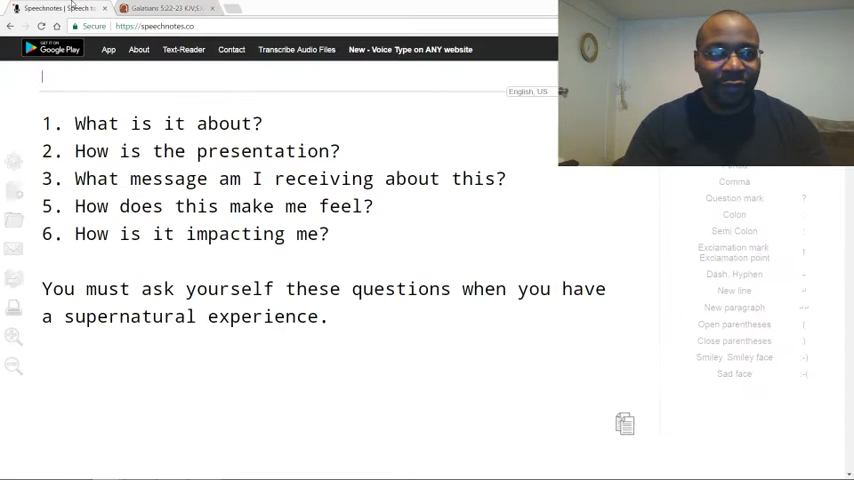 Speechnotes | Speech to
Galatians 5:22-23 KJV;
Secure
https://speechnotes.co
GET IT ON
Google Play
App
About
Text-Reader
Contact
Transcribe Audio Files
New - Voice Type on ANY website
English, US
1. What is it about?
2. How is the presentation?
3. What message am I receiving about this?
5. How does this make me feel?
6. How is it impacting me?
You must ask yourself these questions when you have
a supernatural experience.
Comma
Question mark ?
Colon :
Semi Colon ;
Exclamation mark
Exclamation point !
Dash. Hyphen -
New line
New paragraph
Open parentheses (
Close parentheses )
Smiley. Smiley face :-)
Sad face :-(